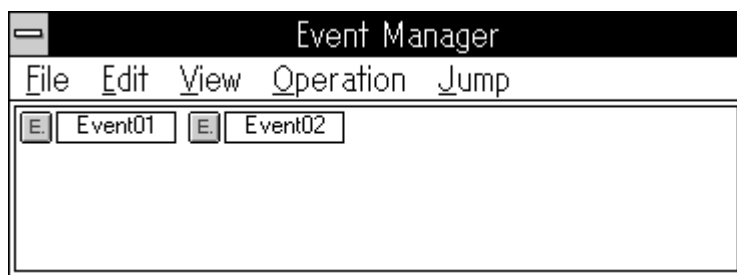 Event Manager
File Edit View Operation Jump
E. Event01 E. Event02